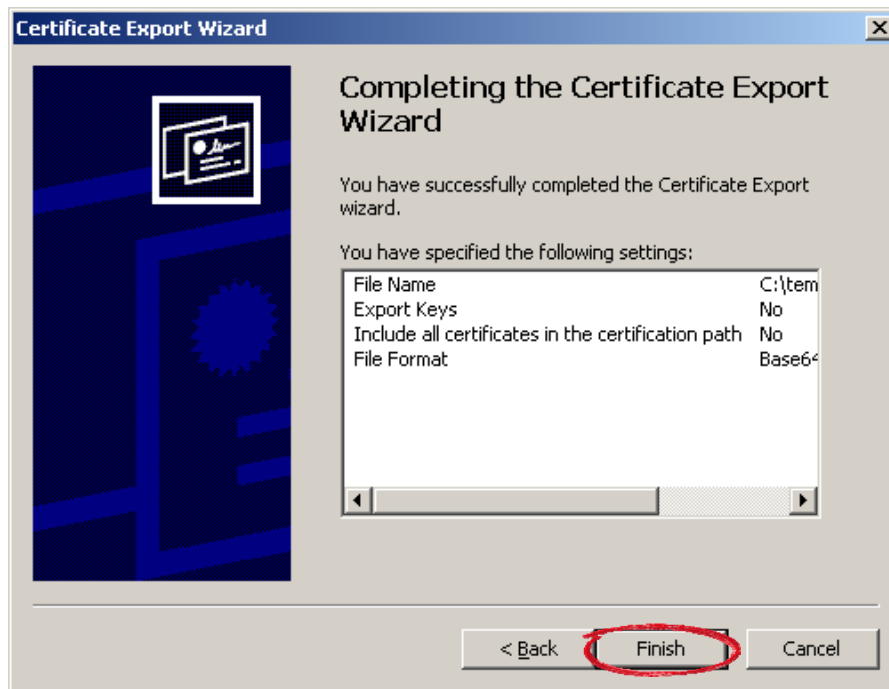 Certificate Export Wizard
Completing the Certificate Export
Wizard
You have successfully completed the Certificate Export
wizard.
You have specified the following settings:
File Name C:\tem
Export Keys No
Include all certificates in the certification path No
File Format Base64
< Back Finish Cancel